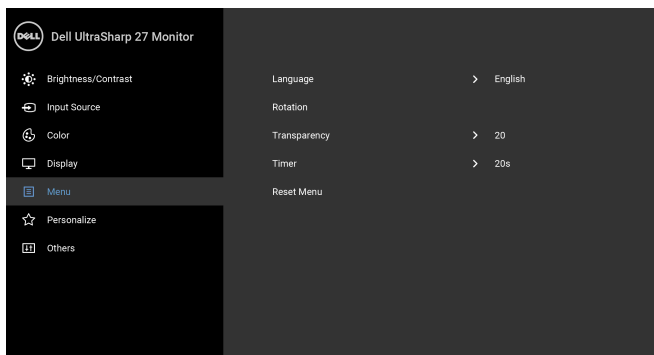 DELL Dell UltraSharp 27 Monitor
Brightness/Contrast
Input Source
Color
Display
Menu
Personalize
Others
Language > English
Rotation
Transparency > 20
Timer > 20s
Reset Menu